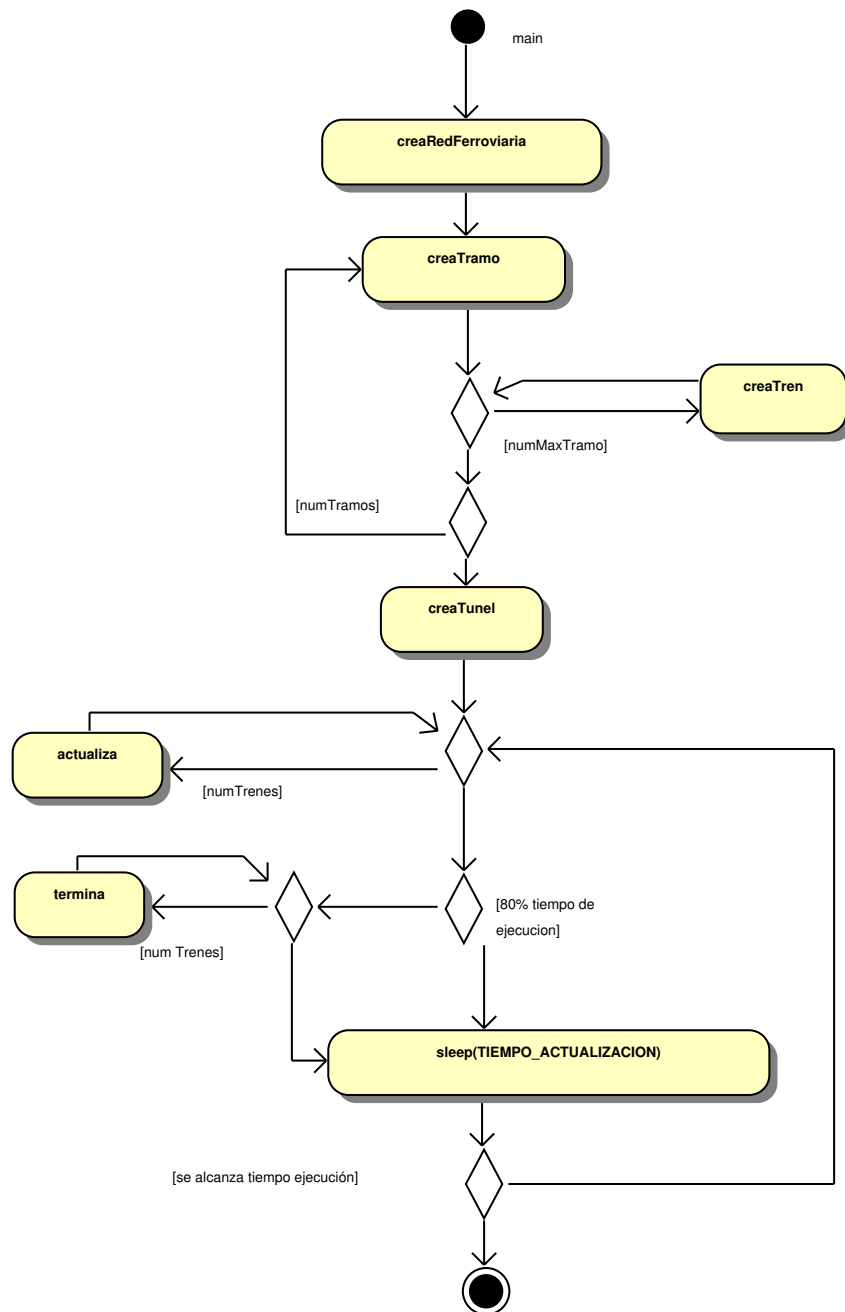 main
creaRedFerroviaria
creaTramo
creaTren
[numMaxTramo]
[numTramos]
creaTunel
actualiza
[numTrenes]
termina
[80% tiempo de
ejecucion]
[num Trenes]
sleep(TIEMPO_ACTUALIZACION)
[se alcanza tiempo ejecución]